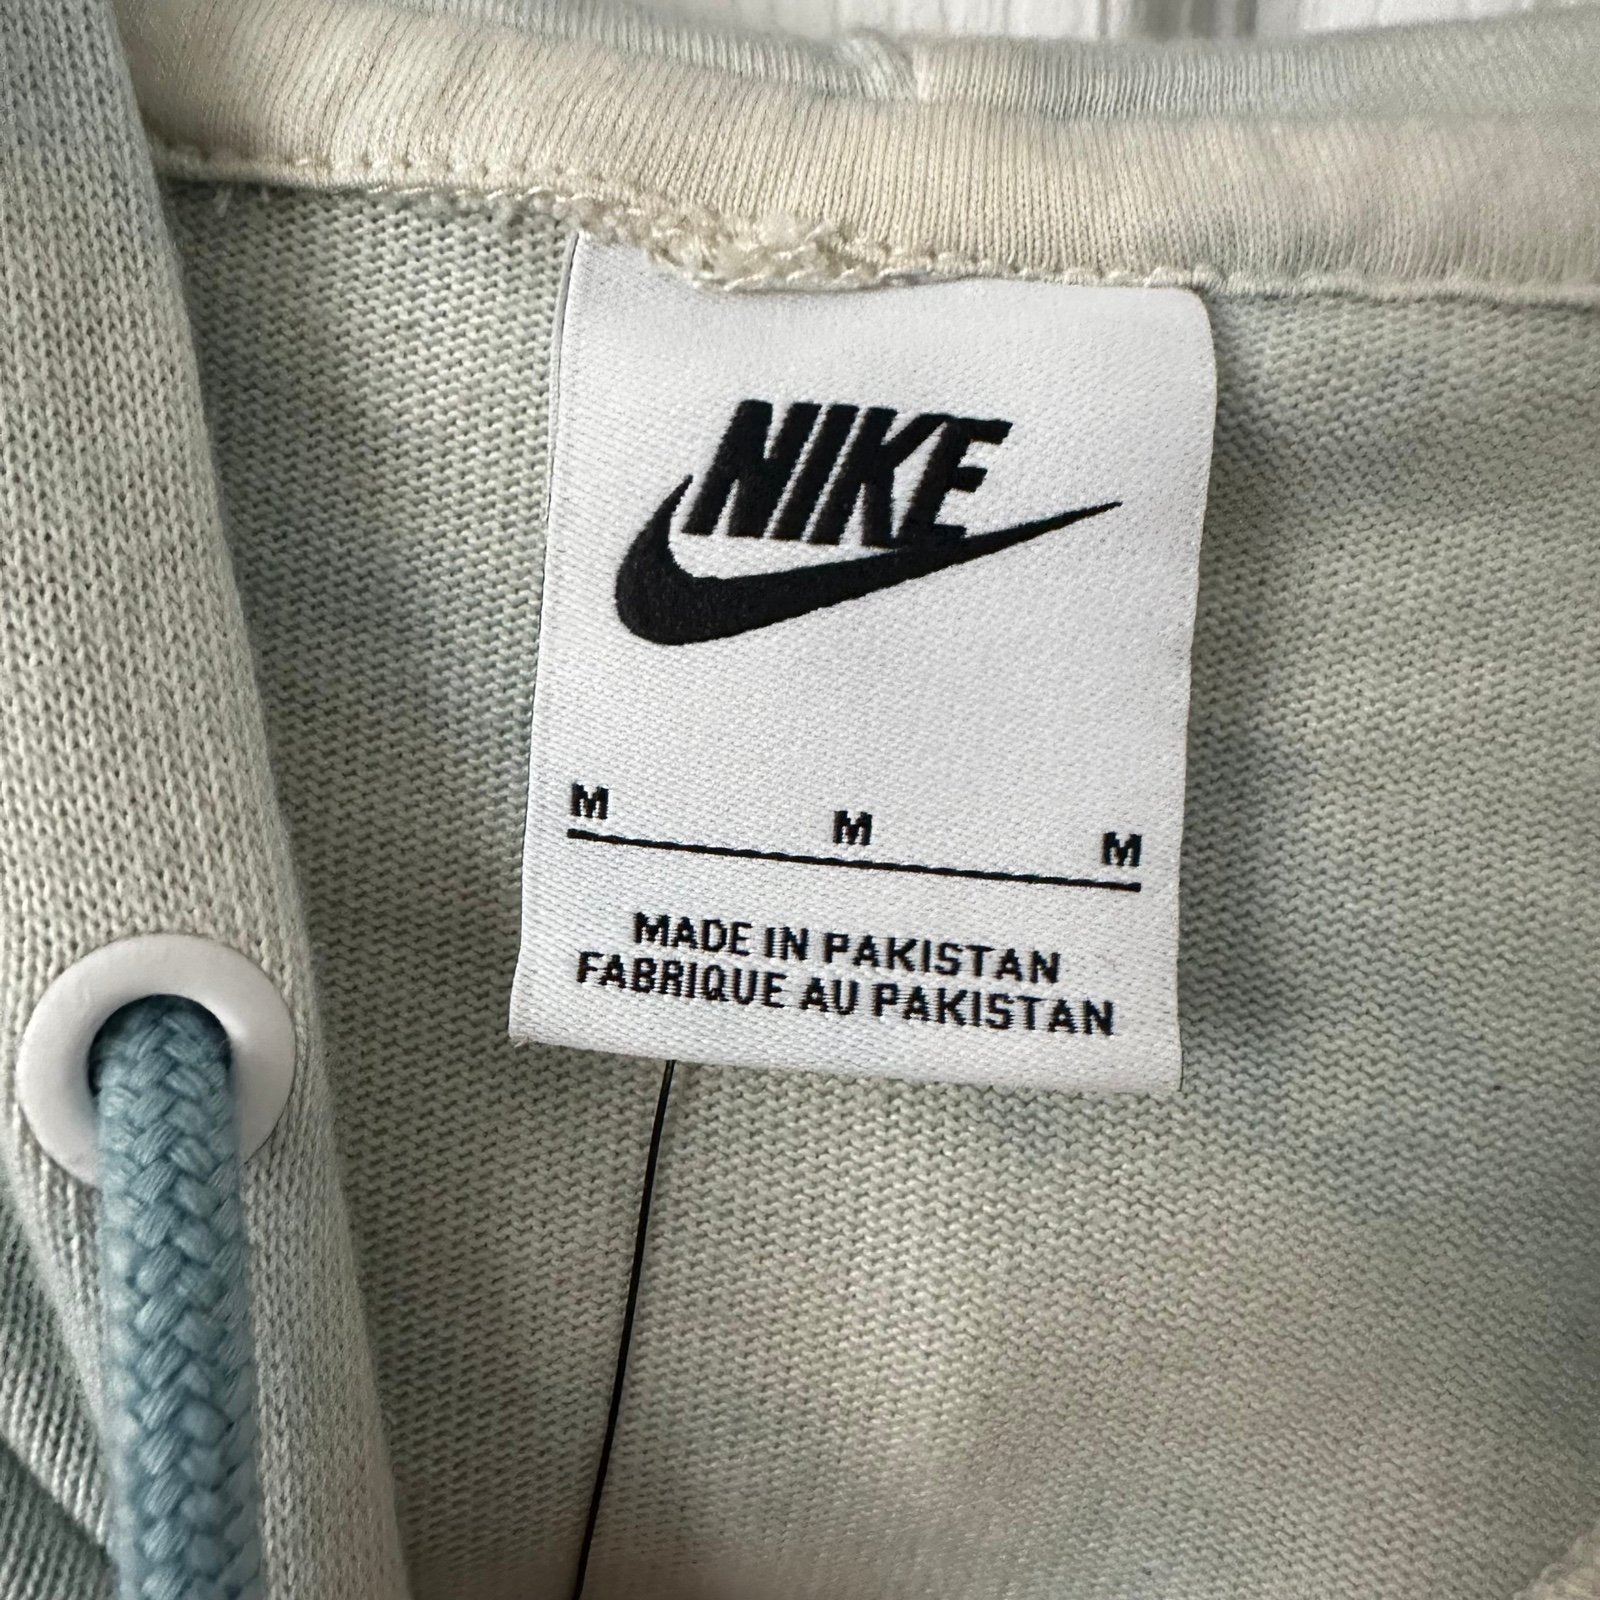 NIKE
M M M
MADE IN PAKISTAN
FABRIQUE AU PAKISTAN